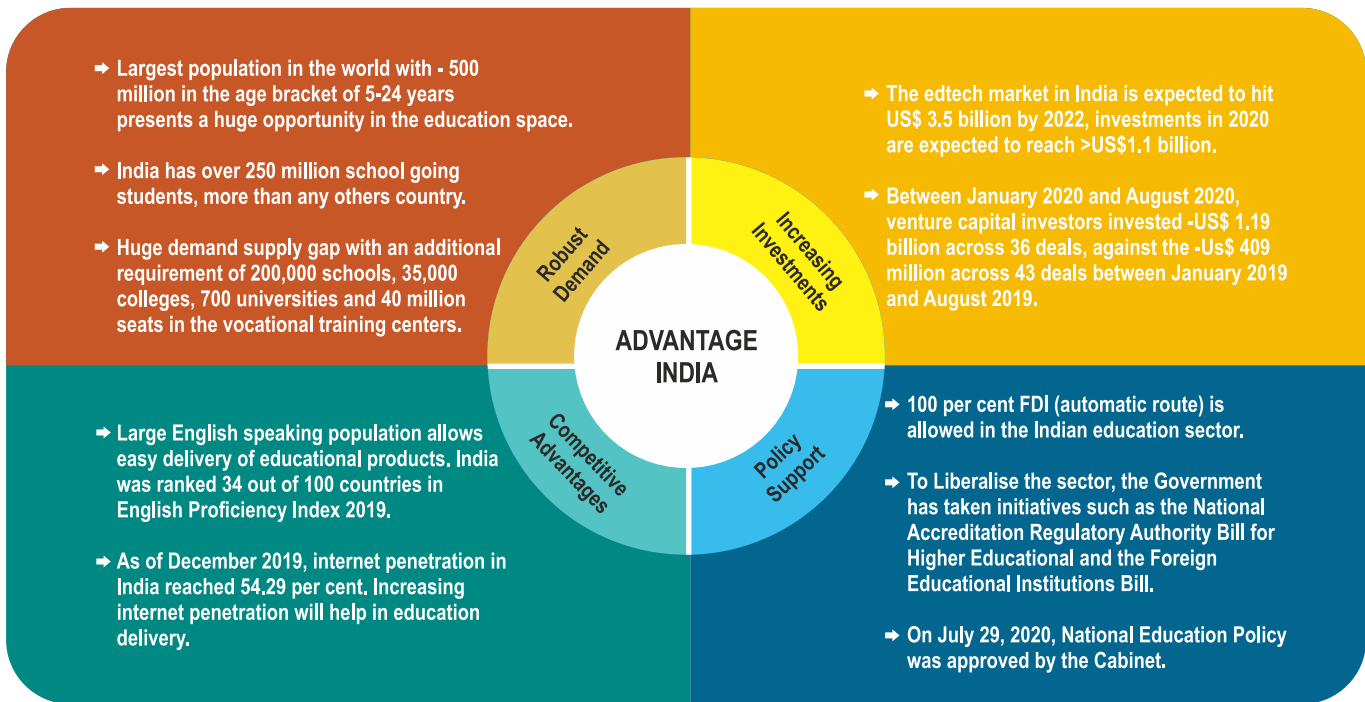 ➡ Largest population in the world with - 500
million in the age bracket of 5-24 years
presents a huge opportunity in the education space.
➡ India has over 250 million school going
students, more than any others country.
➡ Huge demand supply gap with an additional
requirement of 200,000 schools, 35,000
colleges, 700 universities and 40 million
seats in the vocational training centers.
➡ The edtech market in India is expected to hit
US$ 3.5 billion by 2022, investments in 2020
are expected to reach >US$1.1 billion.
➡ Between January 2020 and August 2020,
venture capital investors invested -US$ 1.19
billion across 36 deals, against the -Us$ 409
million across 43 deals between January 2019
and August 2019.
Robust
Demand
Increasing
Investments
ADVANTAGE
INDIA
Competitive
Advantages
Policy
Support
➡ Large English speaking population allows
easy delivery of educational products. India
was ranked 34 out of 100 countries in
English Proficiency Index 2019.
➡ As of December 2019, internet penetration in
India reached 54.29 per cent. Increasing
internet penetration will help in education
delivery.
➡ 100 per cent FDI (automatic route) is
allowed in the Indian education sector.
➡ To Liberalise the sector, the Government
has taken initiatives such as the National
Accreditation Regulatory Authority Bill for
Higher Educational and the Foreign
Educational Institutions Bill.
➡ On July 29, 2020, National Education Policy
was approved by the Cabinet.